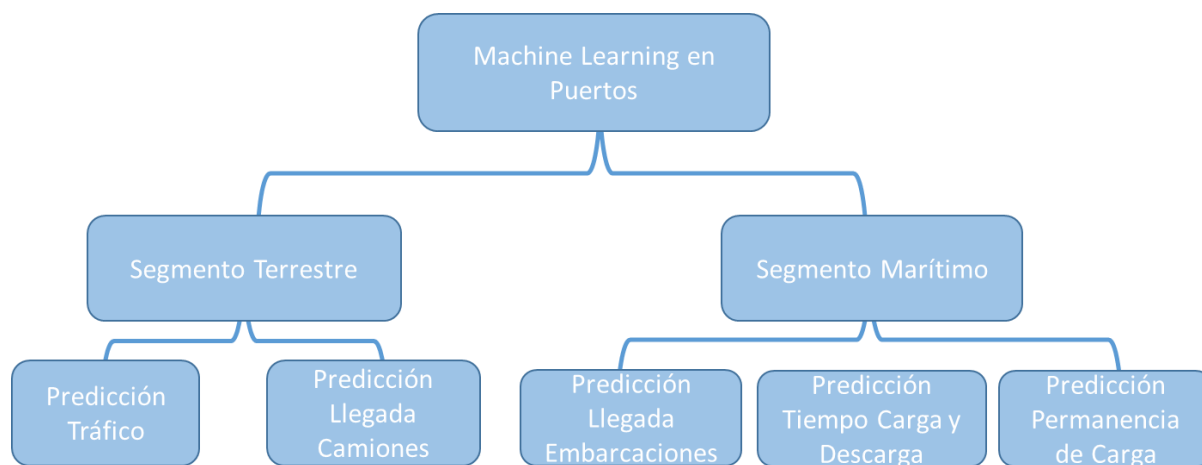 Machine Learning en
Puertos
Segmento Terrestre
Segmento Marítimo
Predicción
Tráfico
Predicción
Llegada
Camiones
Predicción
Llegada
Embarcaciones
Predicción
Tiempo Carga y
Descarga
Predicción
Permanencia
de Carga